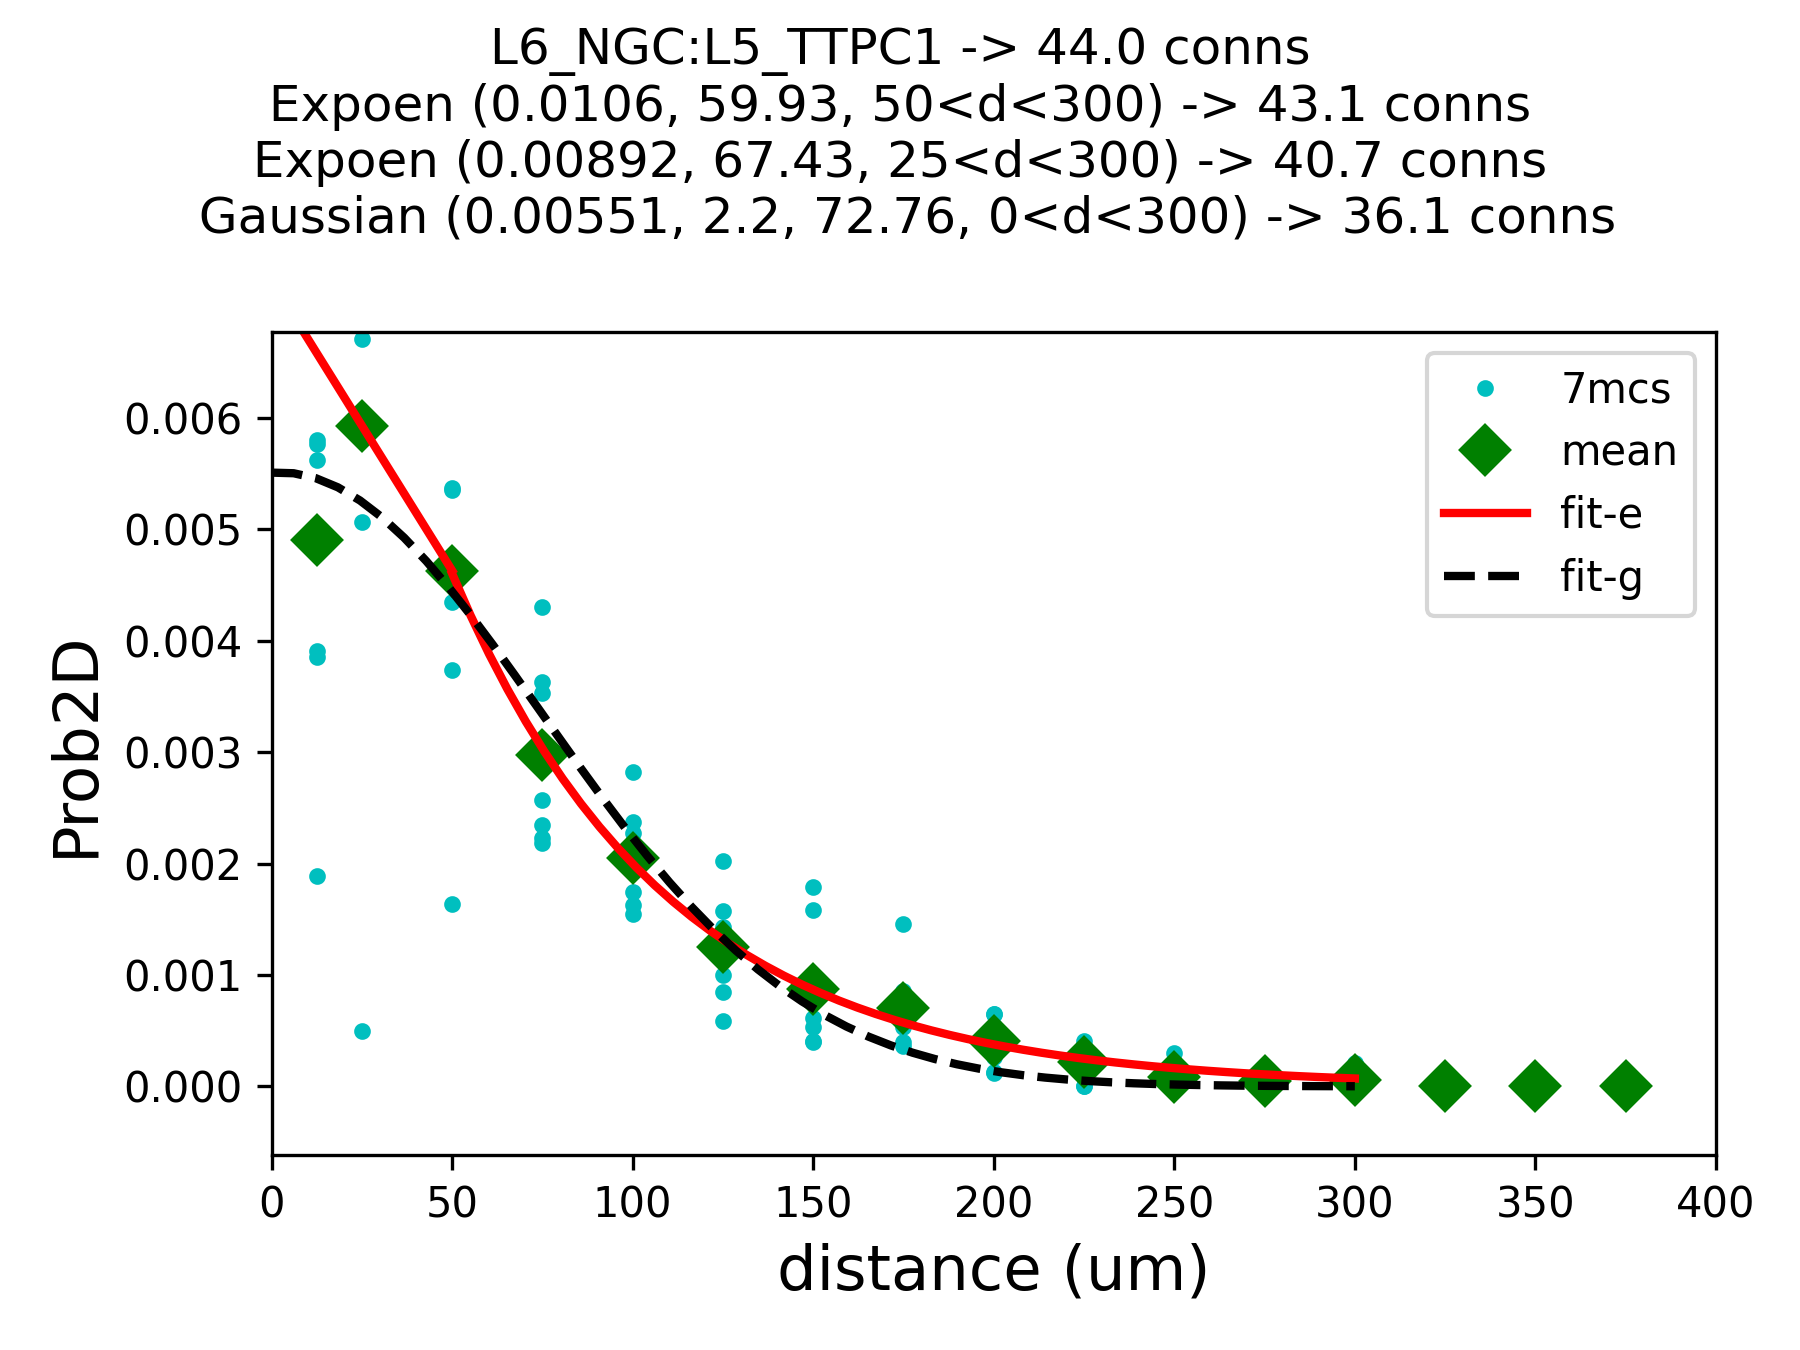 L6_NGC:L5_TTPC1 -> 44.0 conns
Expoen (0.0106, 59.93, 50<d<300) -> 43.1 conns
Expoen (0.00892, 67.43, 25<d<300) -> 40.7 conns
Gaussian (0.00551, 2.2, 72.76, 0<d<300) -> 36.1 conns
7mcs
mean
fit-e
fit-g
Prob2D
0.006
0.005
0.004
0.003
0.002
0.001
0.000
0 50 100 150 200 250 300 350 400
distance (um)